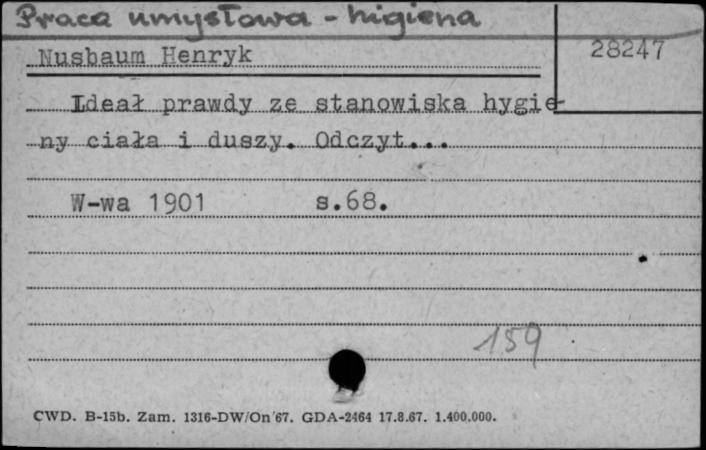 Praca umysłowa - higiena
Nusbaum Henryk
28247
Ideał prawdy ze stanowiska hygie-
ny ciała i duszy. Odczyt...
W-wa 1901 s.68.
159
CWD. B-15b. Zam. 1316-DW/On'67. GDA-2464 17.8.67. 1.400.000.